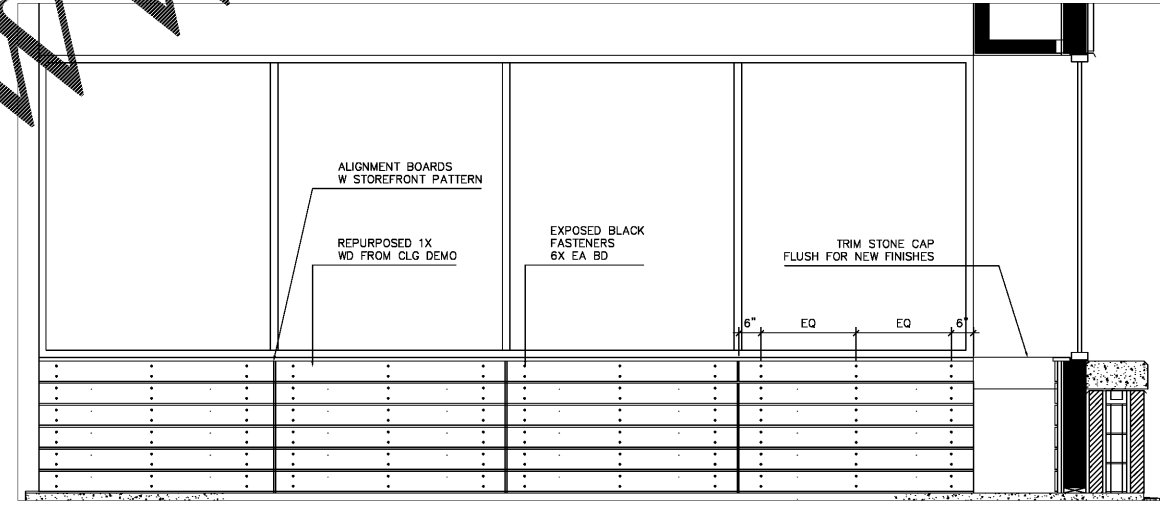 ALIGNMENT BOARDS
W STOREFRONT PATTERN
REPURPOSED 1X
WD FROM CLG DEMO
EXPOSED BLACK
FASTENERS
6X EA BD
TRIM STONE CAP
FLUSH FOR NEW FINISHES
6" EQ EQ 6"